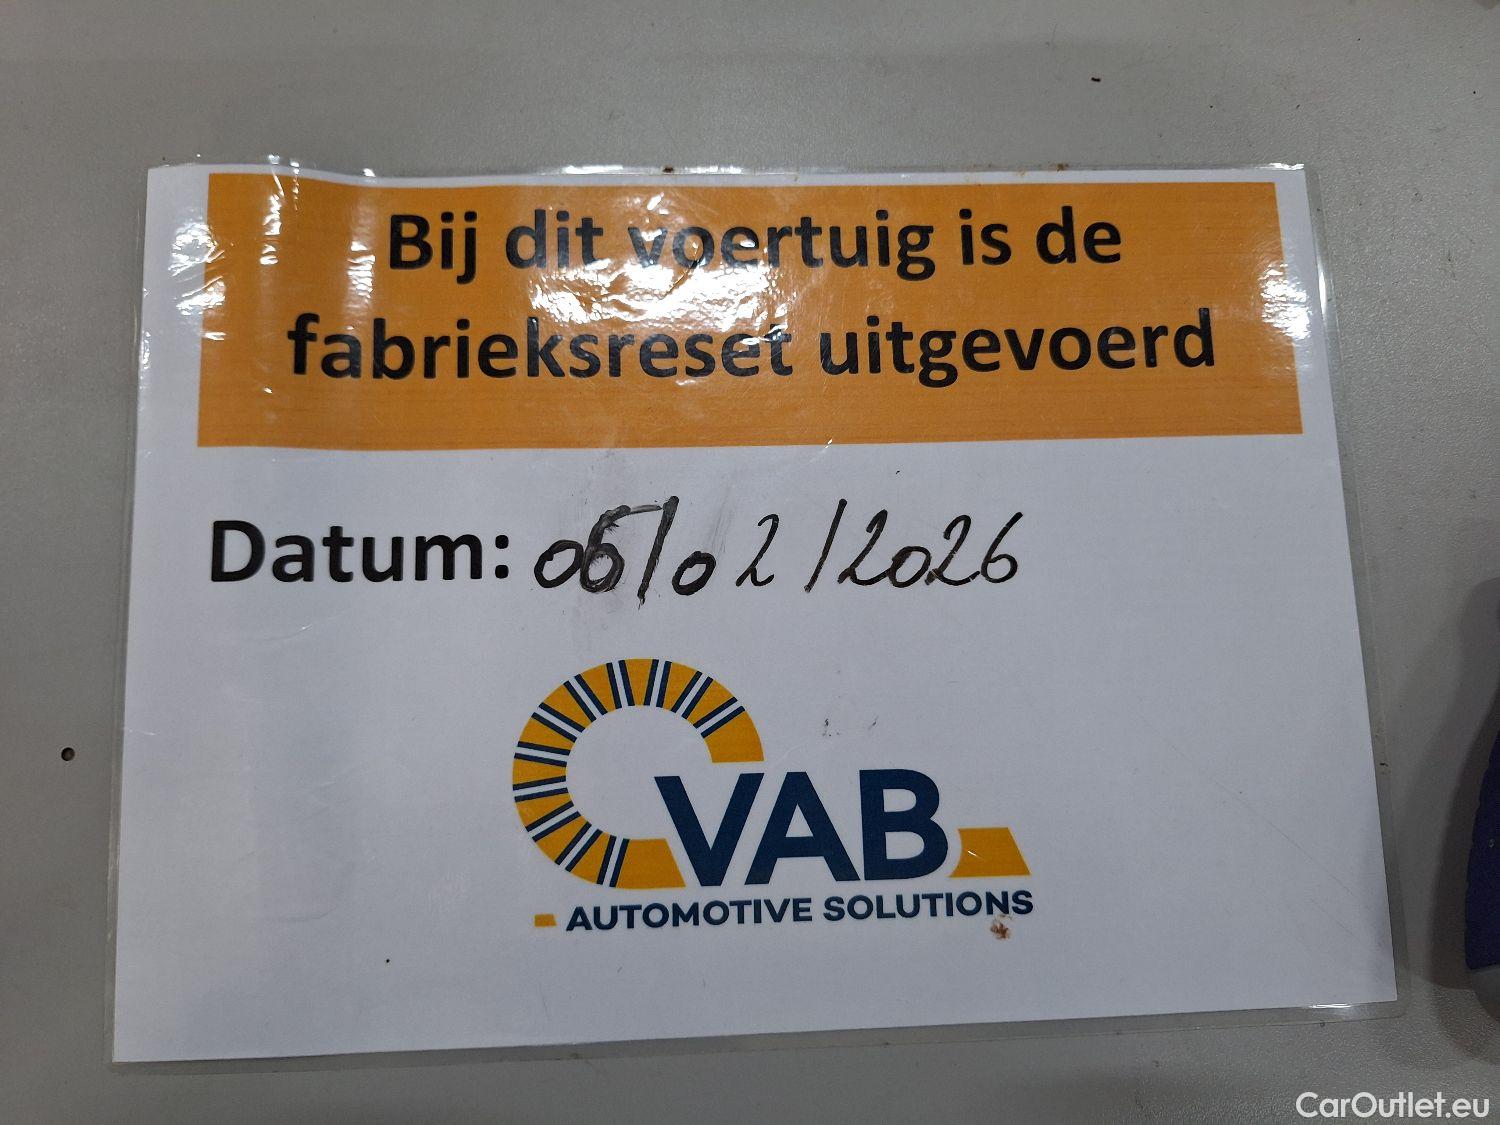 Bij dit voertuig is de
fabrieksreset uitgevoerd
Datum: 06/02/2026
VAB
AUTOMOTIVE SOLUTIONS
CarOutlet.eu